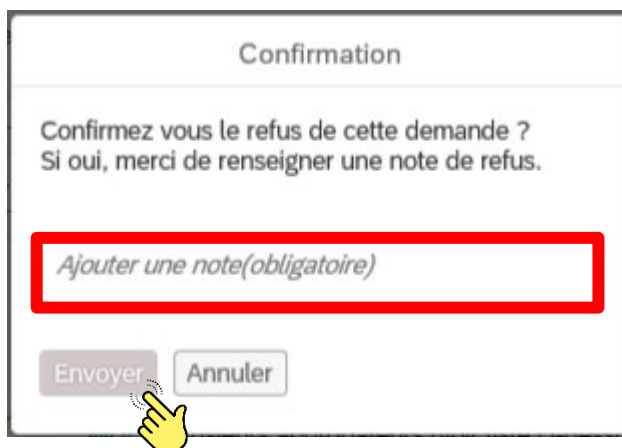 Confirmation
Confirmez vous le refus de cette demande ?
Si oui, merci de renseigner une note de refus.
Ajouter une note(obligatoire)
Envoyer
Annuler